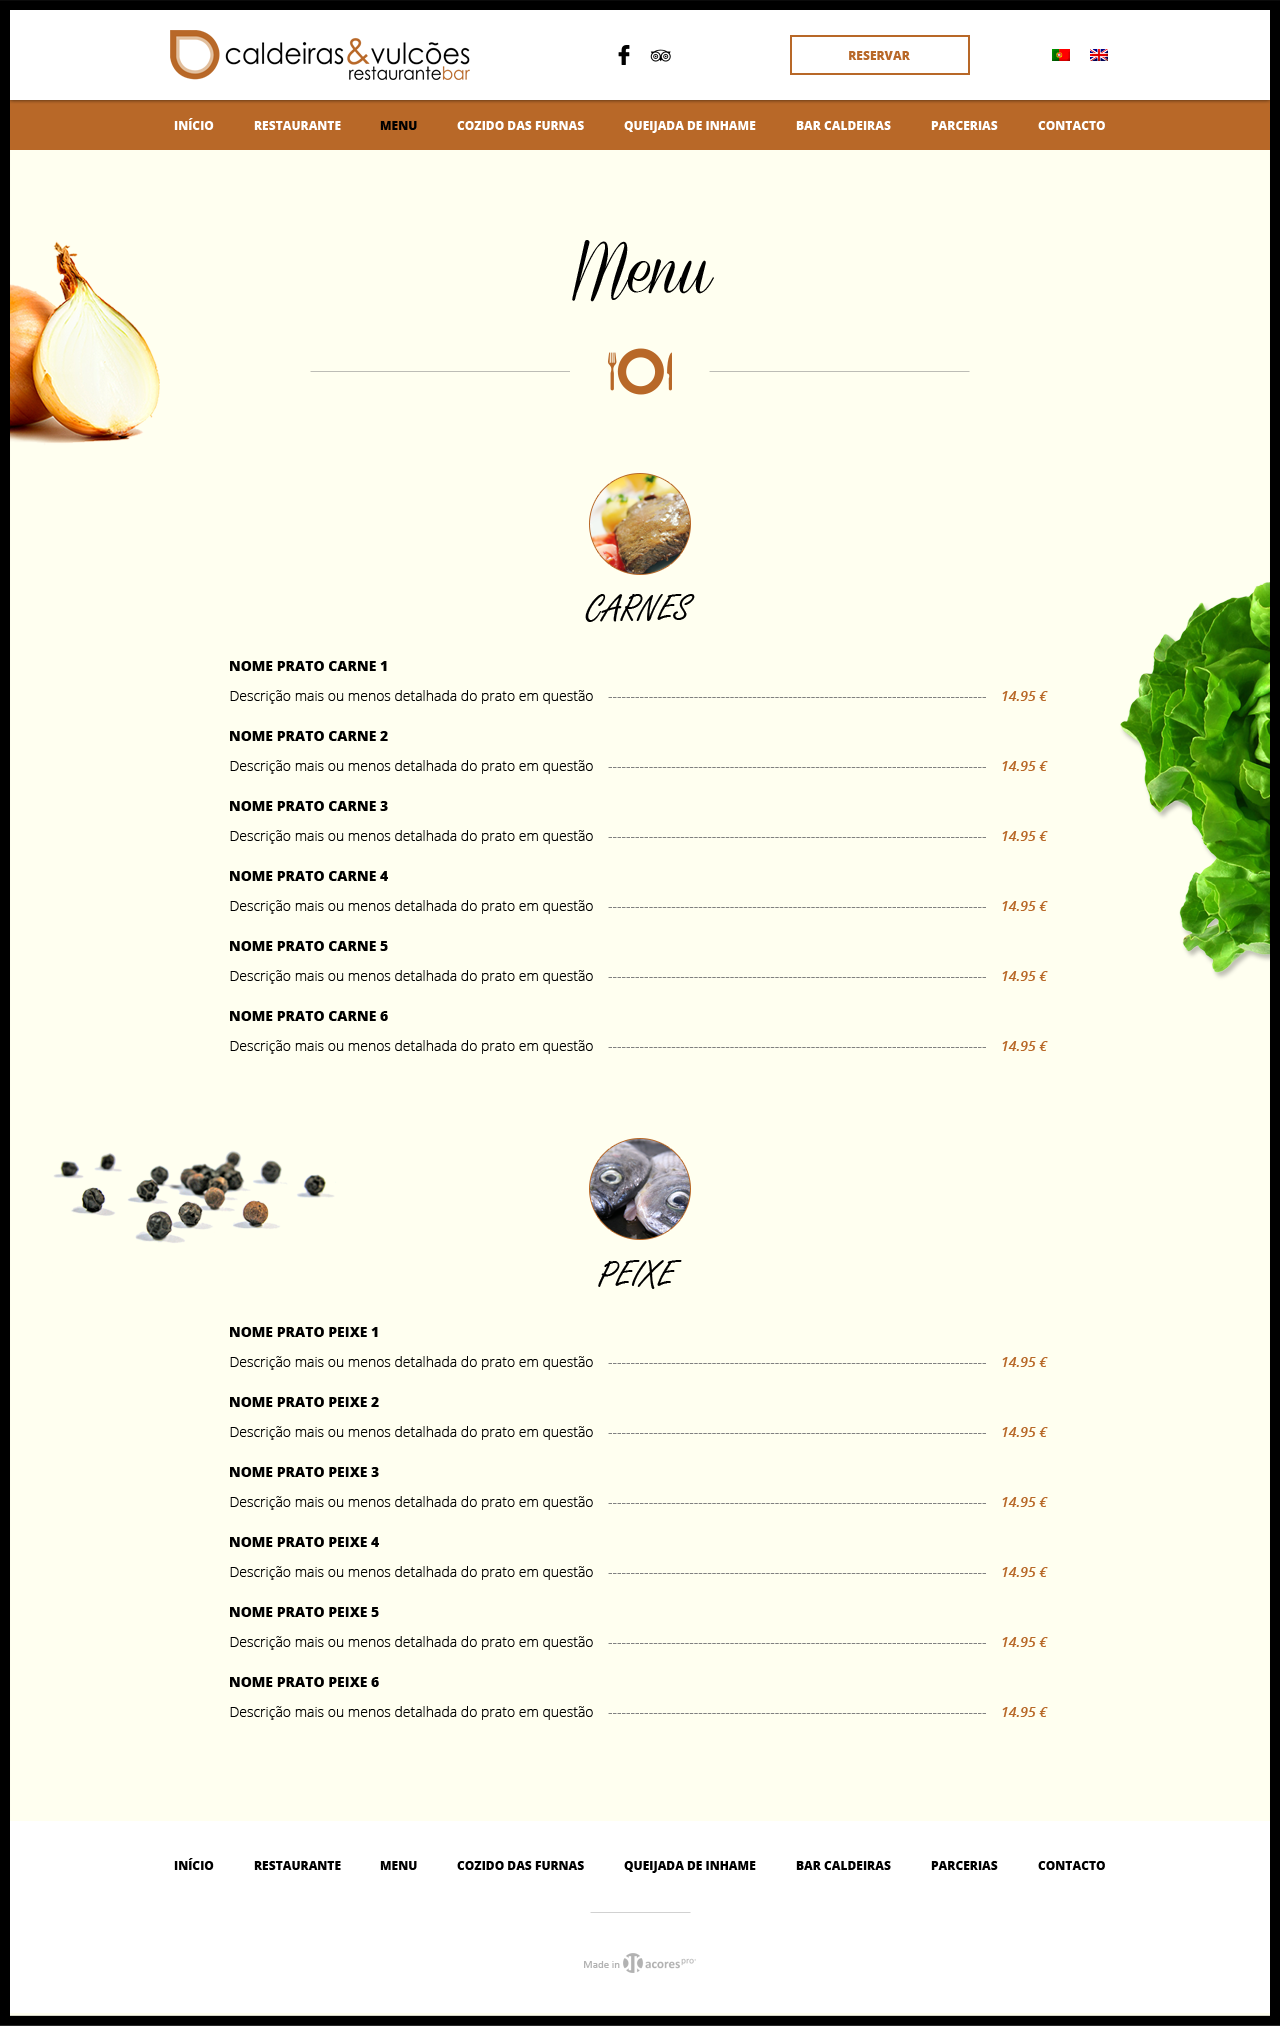 caldeiras&vulcões
restaurantebar
RESERVAR
INÍCIO RESTAURANTE MENU COZIDO DAS FURNAS QUEIJADA DE INHAME BAR CALDEIRAS PARCERIAS CONTACTO
Menu
CARNES
NOME PRATO CARNE 1
Descrição mais ou menos detalhada do prato em questão 14.95 €
NOME PRATO CARNE 2
Descrição mais ou menos detalhada do prato em questão 14.95 €
NOME PRATO CARNE 3
Descrição mais ou menos detalhada do prato em questão 14.95 €
NOME PRATO CARNE 4
Descrição mais ou menos detalhada do prato em questão 14.95 €
NOME PRATO CARNE 5
Descrição mais ou menos detalhada do prato em questão 14.95 €
NOME PRATO CARNE 6
Descrição mais ou menos detalhada do prato em questão 14.95 €
PEIXE
NOME PRATO PEIXE 1
Descrição mais ou menos detalhada do prato em questão 14.95 €
NOME PRATO PEIXE 2
Descrição mais ou menos detalhada do prato em questão 14.95 €
NOME PRATO PEIXE 3
Descrição mais ou menos detalhada do prato em questão 14.95 €
NOME PRATO PEIXE 4
Descrição mais ou menos detalhada do prato em questão 14.95 €
NOME PRATO PEIXE 5
Descrição mais ou menos detalhada do prato em questão 14.95 €
NOME PRATO PEIXE 6
Descrição mais ou menos detalhada do prato em questão 14.95 €
INÍCIO RESTAURANTE MENU COZIDO DAS FURNAS QUEIJADA DE INHAME BAR CALDEIRAS PARCERIAS CONTACTO
Made in acores pro